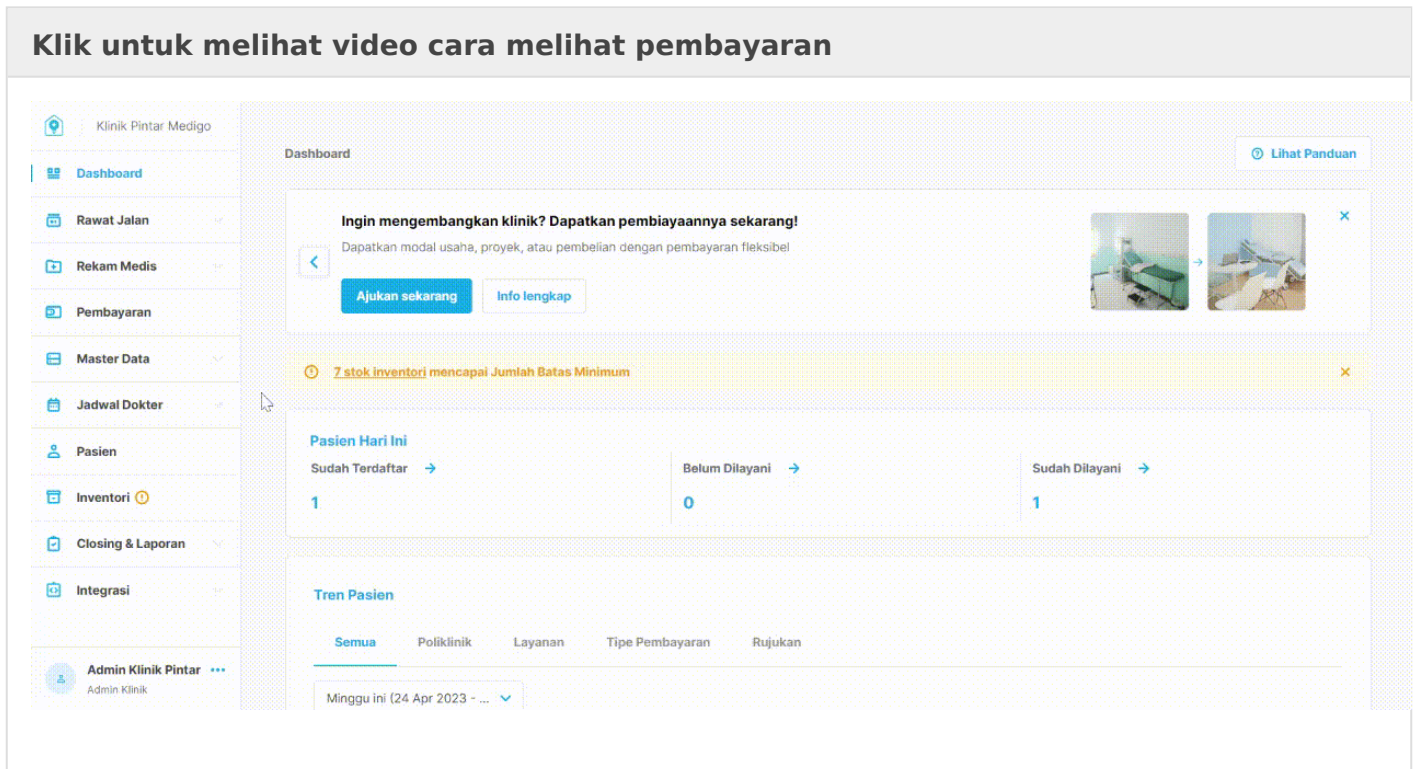 Klik untuk melihat video cara melihat pembayaran
Klinik Pintar Medigo
Dashboard
Rawat Jalan
Rekam Medis
Pembayaran
Master Data
Jadwal Dokter
Pasien
Inventori
Closing & Laporan
Integrasi
Admin Klinik Pintar
Admin Klinik
Dashboard
Lihat Panduan
Ingin mengembangkan klinik? Dapatkan pembiayaannya sekarang!
Dapatkan modal usaha, proyek, atau pembelian dengan pembayaran fleksibel
Ajukan sekarang
Info lengkap
7 stok inventori mencapai Jumlah Batas Minimum
Pasien Hari Ini
Sudah Terdaftar
1
Belum Dilayani
0
Sudah Dilayani
1
Tren Pasien
Semua Poliklinik Layanan Tipe Pembayaran Rujukan
Minggu ini (24 Apr 2023 - ...